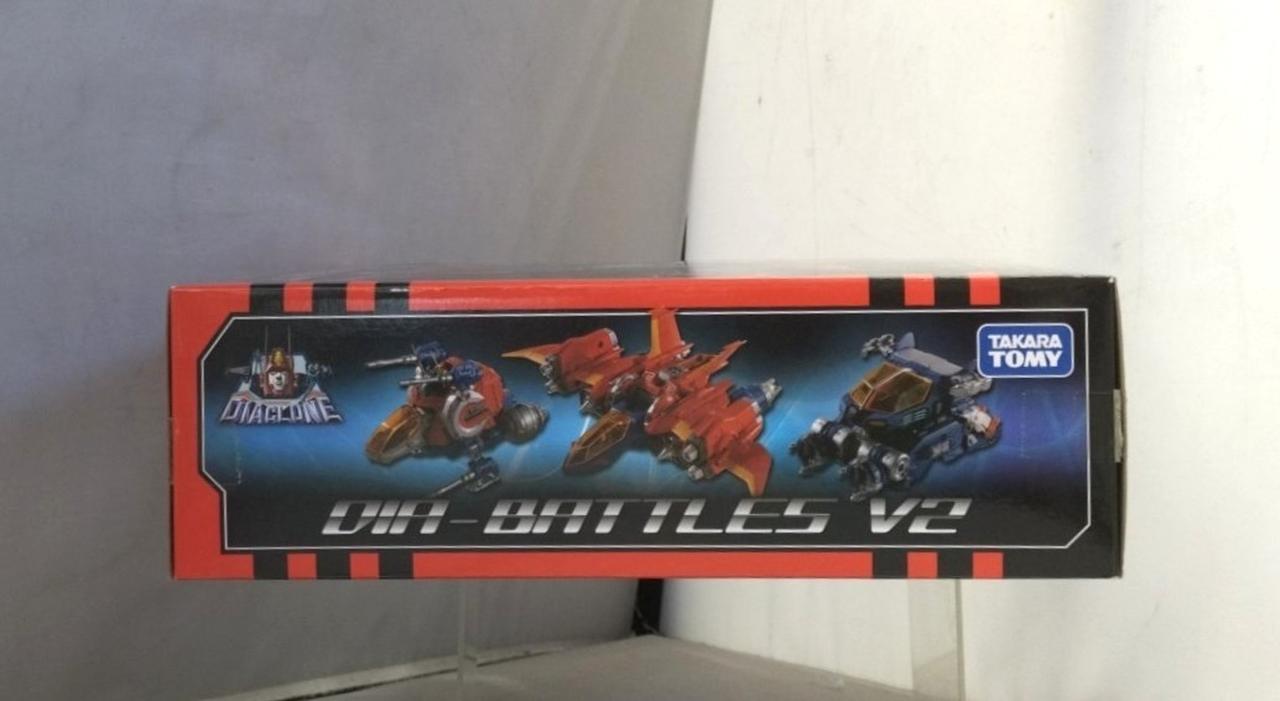 DIACLONE
TAKARA
TOMY
DIA-BATTLES V2